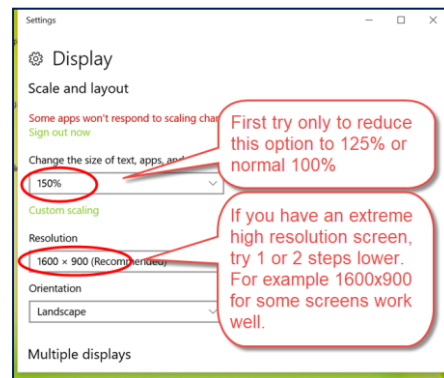 Settings
Display
Scale and layout
Some apps won't respond to scaling
Sign out now
Change the size of text, apps,
150%
Custom scaling
Resolution
1600 × 900 (Recommended)
Orientation
Landscape
Multiple displays
First try only to reduce
this option to 125% or
normal 100%
If you have an extreme
high resolution screen,
try 1 or 2 steps lower.
For example 1600x900
for some screens work
well.